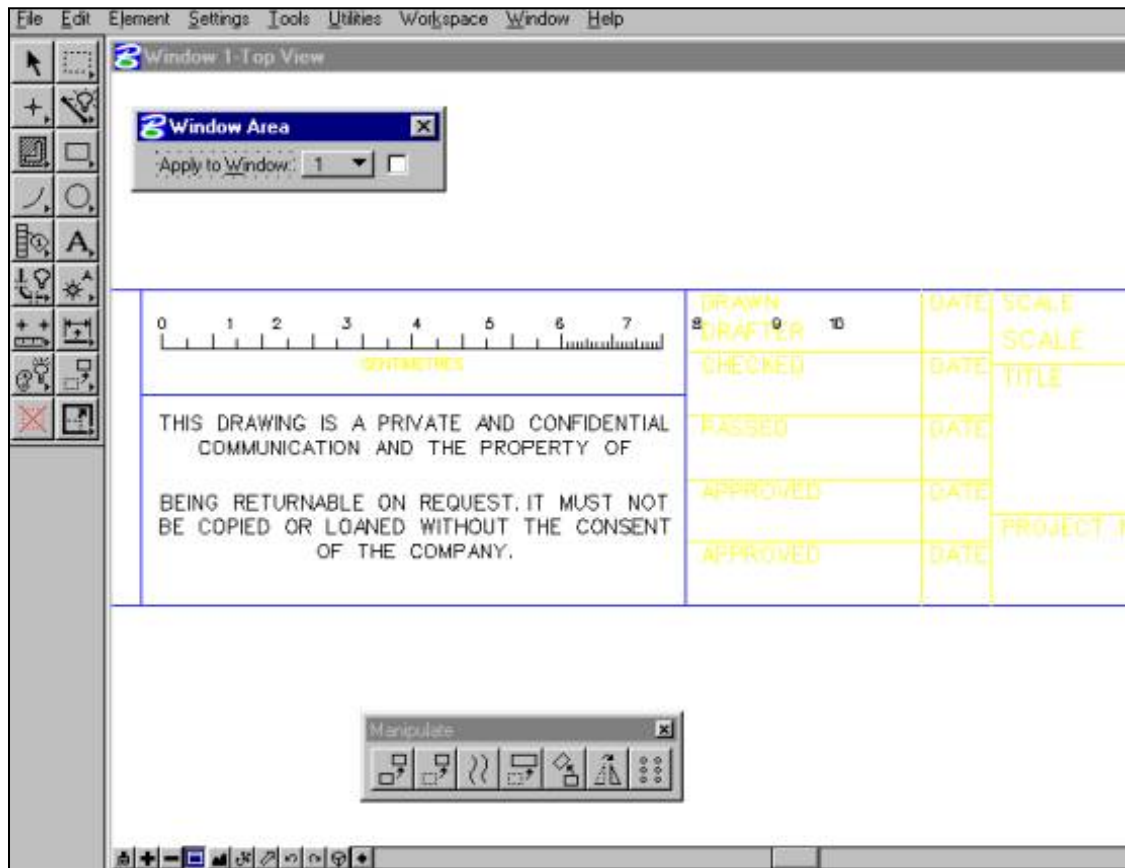 File Edit Element Settings Tools Utilities Workspace Window Help
Window 1-Top View
Window Area
Apply to Window: 1
0 1 2 3 4 5 6 7 8 9 10
CENTIMETRES
THIS DRAWING IS A PRIVATE AND CONFIDENTIAL
COMMUNICATION AND THE PROPERTY OF
BEING RETURNABLE ON REQUEST. IT MUST NOT
BE COPIED OR LOANED WITHOUT THE CONSENT
OF THE COMPANY.
DRAWN DATE SCALE
DRAFTER SCALE
CHECKED DATE TITLE
PASSED DATE
APPROVED DATE
PROJECT
APPROVED DATE
Manipulate